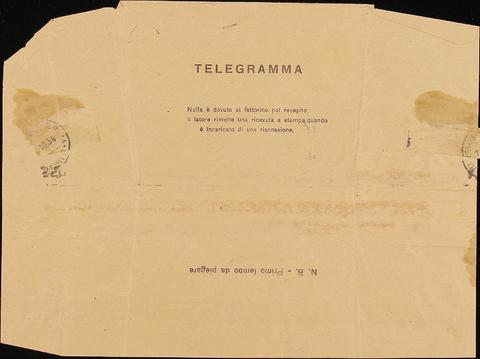 TELEGRAMMA
Nulla è dovuto al fattorino pel recapito,
Il latore rimette una ricevuta a stampa quando
è incaricato di una riscossione.
N. B. - Primo lembo da piegare